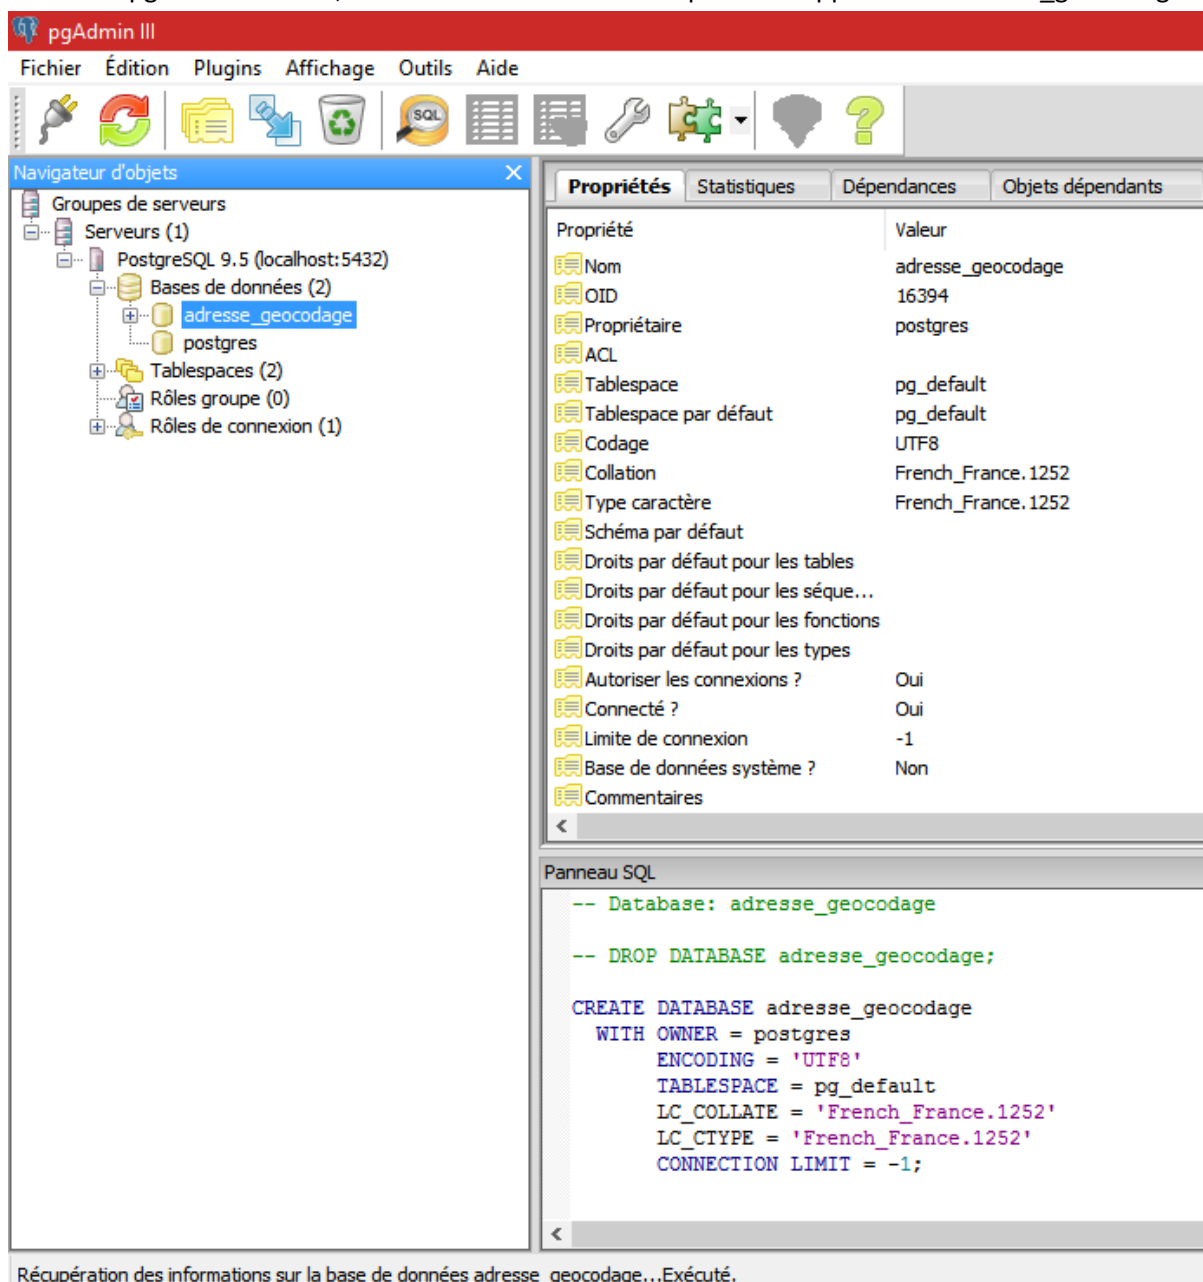 pgAdmin III
Fichier Édition Plugins Affichage Outils Aide
SQL
Navigateur d'objets
Groupes de serveurs
Serveurs (1)
PostgreSQL 9.5 (localhost:5432)
Bases de données (2)
adresse_geocodage
postgres
Tablespaces (2)
Rôles groupe (0)
Rôles de connexion (1)
Propriétés Statistiques Dépendances Objets dépendants
Propriété Valeur
Nom adresse_geocodage
OID 16394
Propriétaire postgres
ACL
Tablespace pg_default
Tablespace par défaut pg_default
Codage UTF8
Collation French_France.1252
Type caractère French_France.1252
Schéma par défaut
Droits par défaut pour les tables
Droits par défaut pour les séque...
Droits par défaut pour les fonctions
Droits par défaut pour les types
Autoriser les connexions ? Oui
Connecté ? Oui
Limite de connexion -1
Base de données système ? Non
Commentaires
Panneau SQL
-- Database: adresse_geocodage
-- DROP DATABASE adresse_geocodage;
CREATE DATABASE adresse_geocodage
WITH OWNER = postgres
ENCODING = 'UTF8'
TABLESPACE = pg_default
LC_COLLATE = 'French_France.1252'
LC_CTYPE = 'French_France.1252'
CONNECTION LIMIT = -1;
Récupération des informations sur la base de données adresse_geocodage...Exécuté.